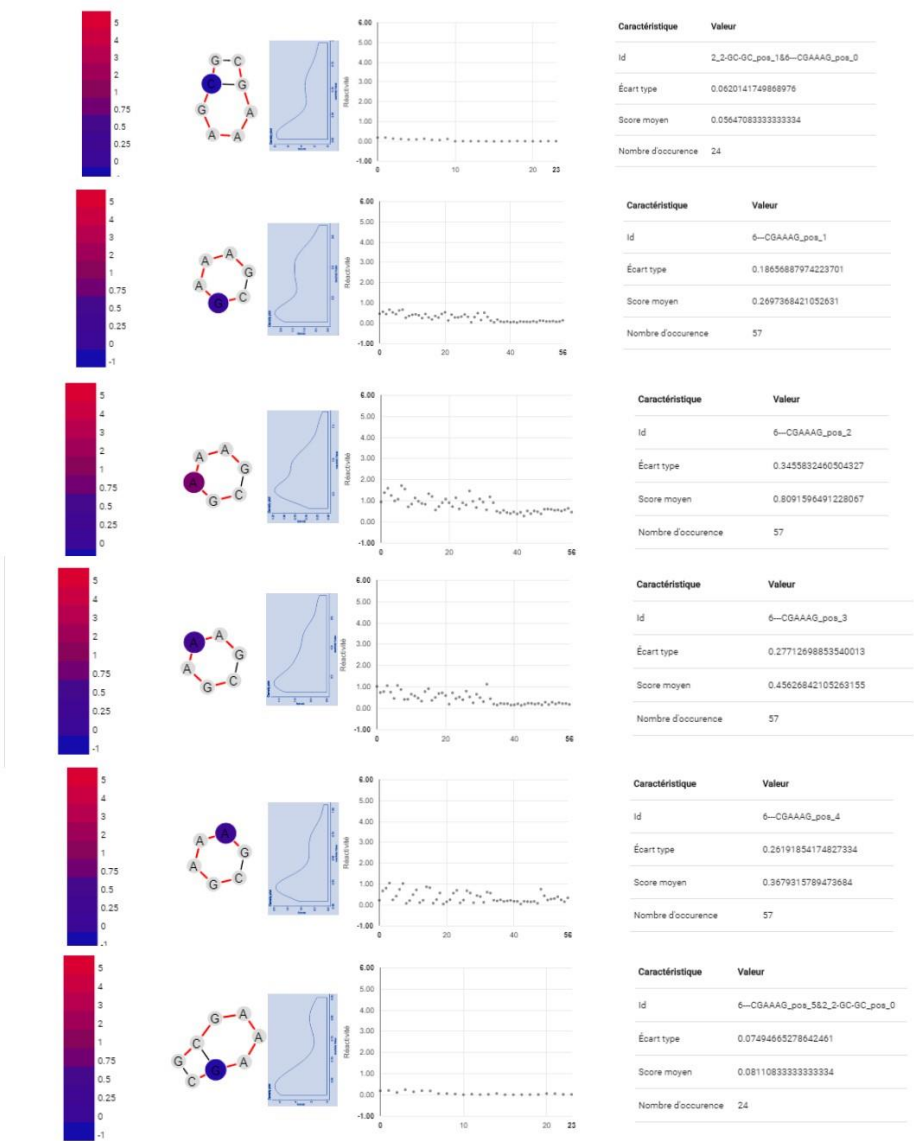 5
4
3
2
1
0.75
0.5
0.25
0
G C
C G
G A
A A
Réactivité
6.00
5.00
4.00
3.00
2.00
1.00
0.00
-1.00
0 10 20 23
Caractéristique Valeur
Id 2_2-GC-GC_pos_1&6---CGAAAG_pos_0
Écart type 0.0620141749868976
Score moyen 0.05647083333333334
Nombre d'occurence 24
5
4
3
2
1
0.75
0.5
0.25
0
-1
A A
A G
G C
Réactivité
6.00
5.00
4.00
3.00
2.00
1.00
0.00
-1.00
0 20 40 56
Caractéristique Valeur
Id 6---CGAAAG_pos_1
Écart type 0.18656887974223701
Score moyen 0.2697368421052631
Nombre d'occurence 57
5
4
3
2
1
0.75
0.5
0.25
0
A A
A G
G C
Réactivité
6.00
5.00
4.00
3.00
2.00
1.00
0.00
-1.00
0 20 40 56
Caractéristique Valeur
Id 6---CGAAAG_pos_2
Écart type 0.3455832460504327
Score moyen 0.8091596491228067
Nombre d'occurence 57
5
4
3
2
1
0.75
0.5
0.25
0
-1
A A
A G
G C
Réactivité
6.00
5.00
4.00
3.00
2.00
1.00
0.00
-1.00
0 20 40 56
Caractéristique Valeur
Id 6---CGAAAG_pos_3
Écart type 0.27712698853540013
Score moyen 0.45626842105263155
Nombre d'occurence 57
5
4
3
2
1
0.75
0.5
0.25
0
-1
A A
A G
G C
Réactivité
6.00
5.00
4.00
3.00
2.00
1.00
0.00
-1.00
0 20 40 56
Caractéristique Valeur
Id 6---CGAAAG_pos_4
Écart type 0.26191854174827334
Score moyen 0.3679315789473684
Nombre d'occurence 57
5
4
3
2
1
0.75
0.5
0.25
0
-1
G A
C A
G G A
C
Réactivité
6.00
5.00
4.00
3.00
2.00
1.00
0.00
-1.00
0 10 20 23
Caractéristique Valeur
Id 6---CGAAAG_pos_5&2_2-GC-GC_pos_0
Écart type 0.07494665278642461
Score moyen 0.08110833333333334
Nombre d'occurence 24